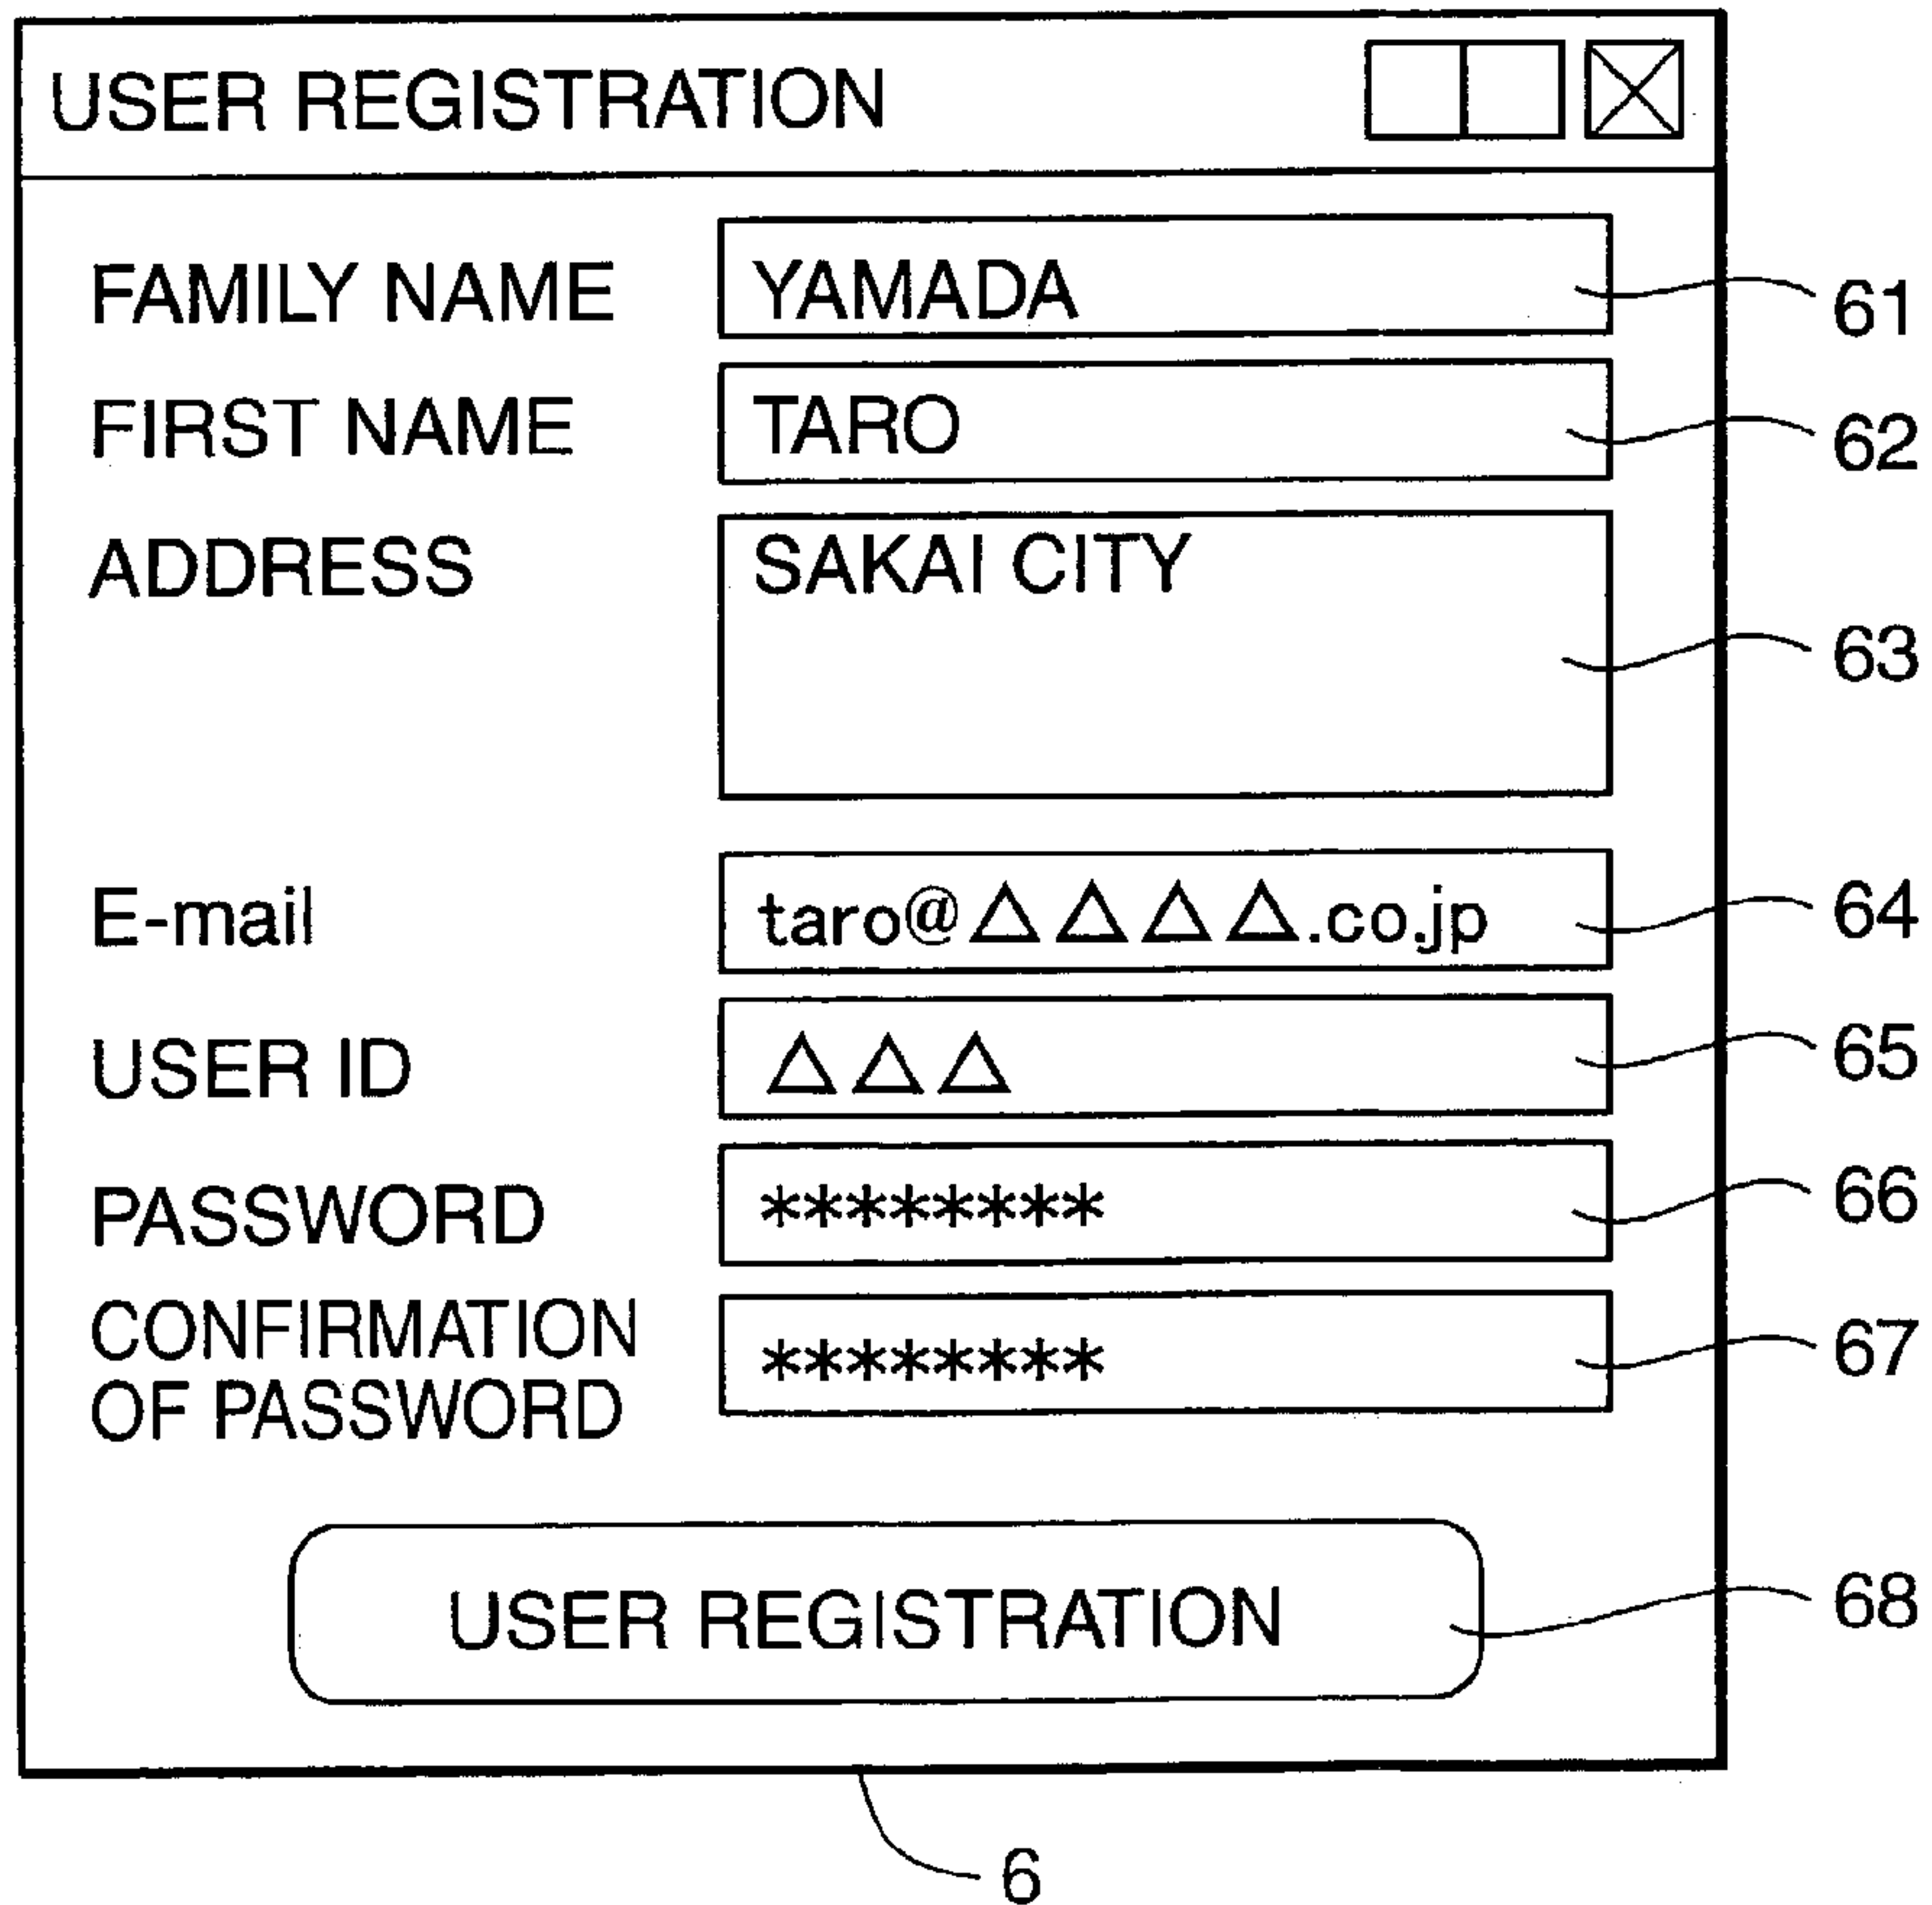 USER REGISTRATION
FAMILY NAME YAMADA 61
FIRST NAME TARO 62
ADDRESS SAKAI CITY
63
E-mail taro@△△△△.co.jp 64
USER ID △△△ 65
PASSWORD ******** 66
CONFIRMATION
OF PASSWORD
******** 67
USER REGISTRATION 68
6